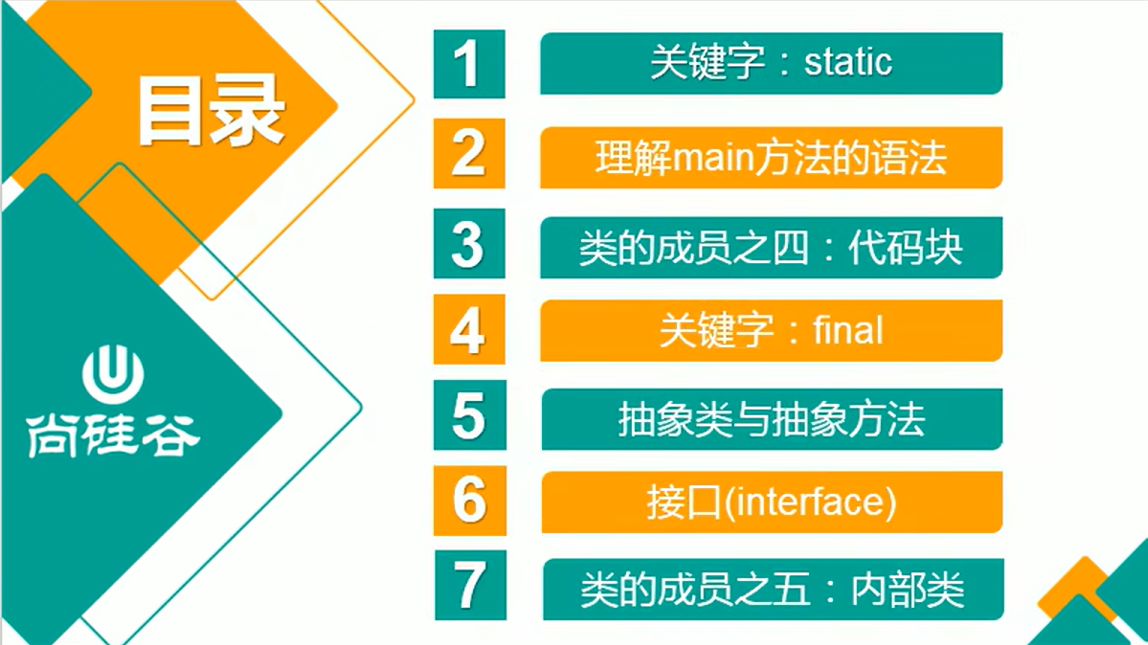 目录
尚硅谷
1 关键字：static
2 理解main方法的语法
3 类的成员之四：代码块
4 关键字：final
5 抽象类与抽象方法
6 接口(interface)
7 类的成员之五：内部类